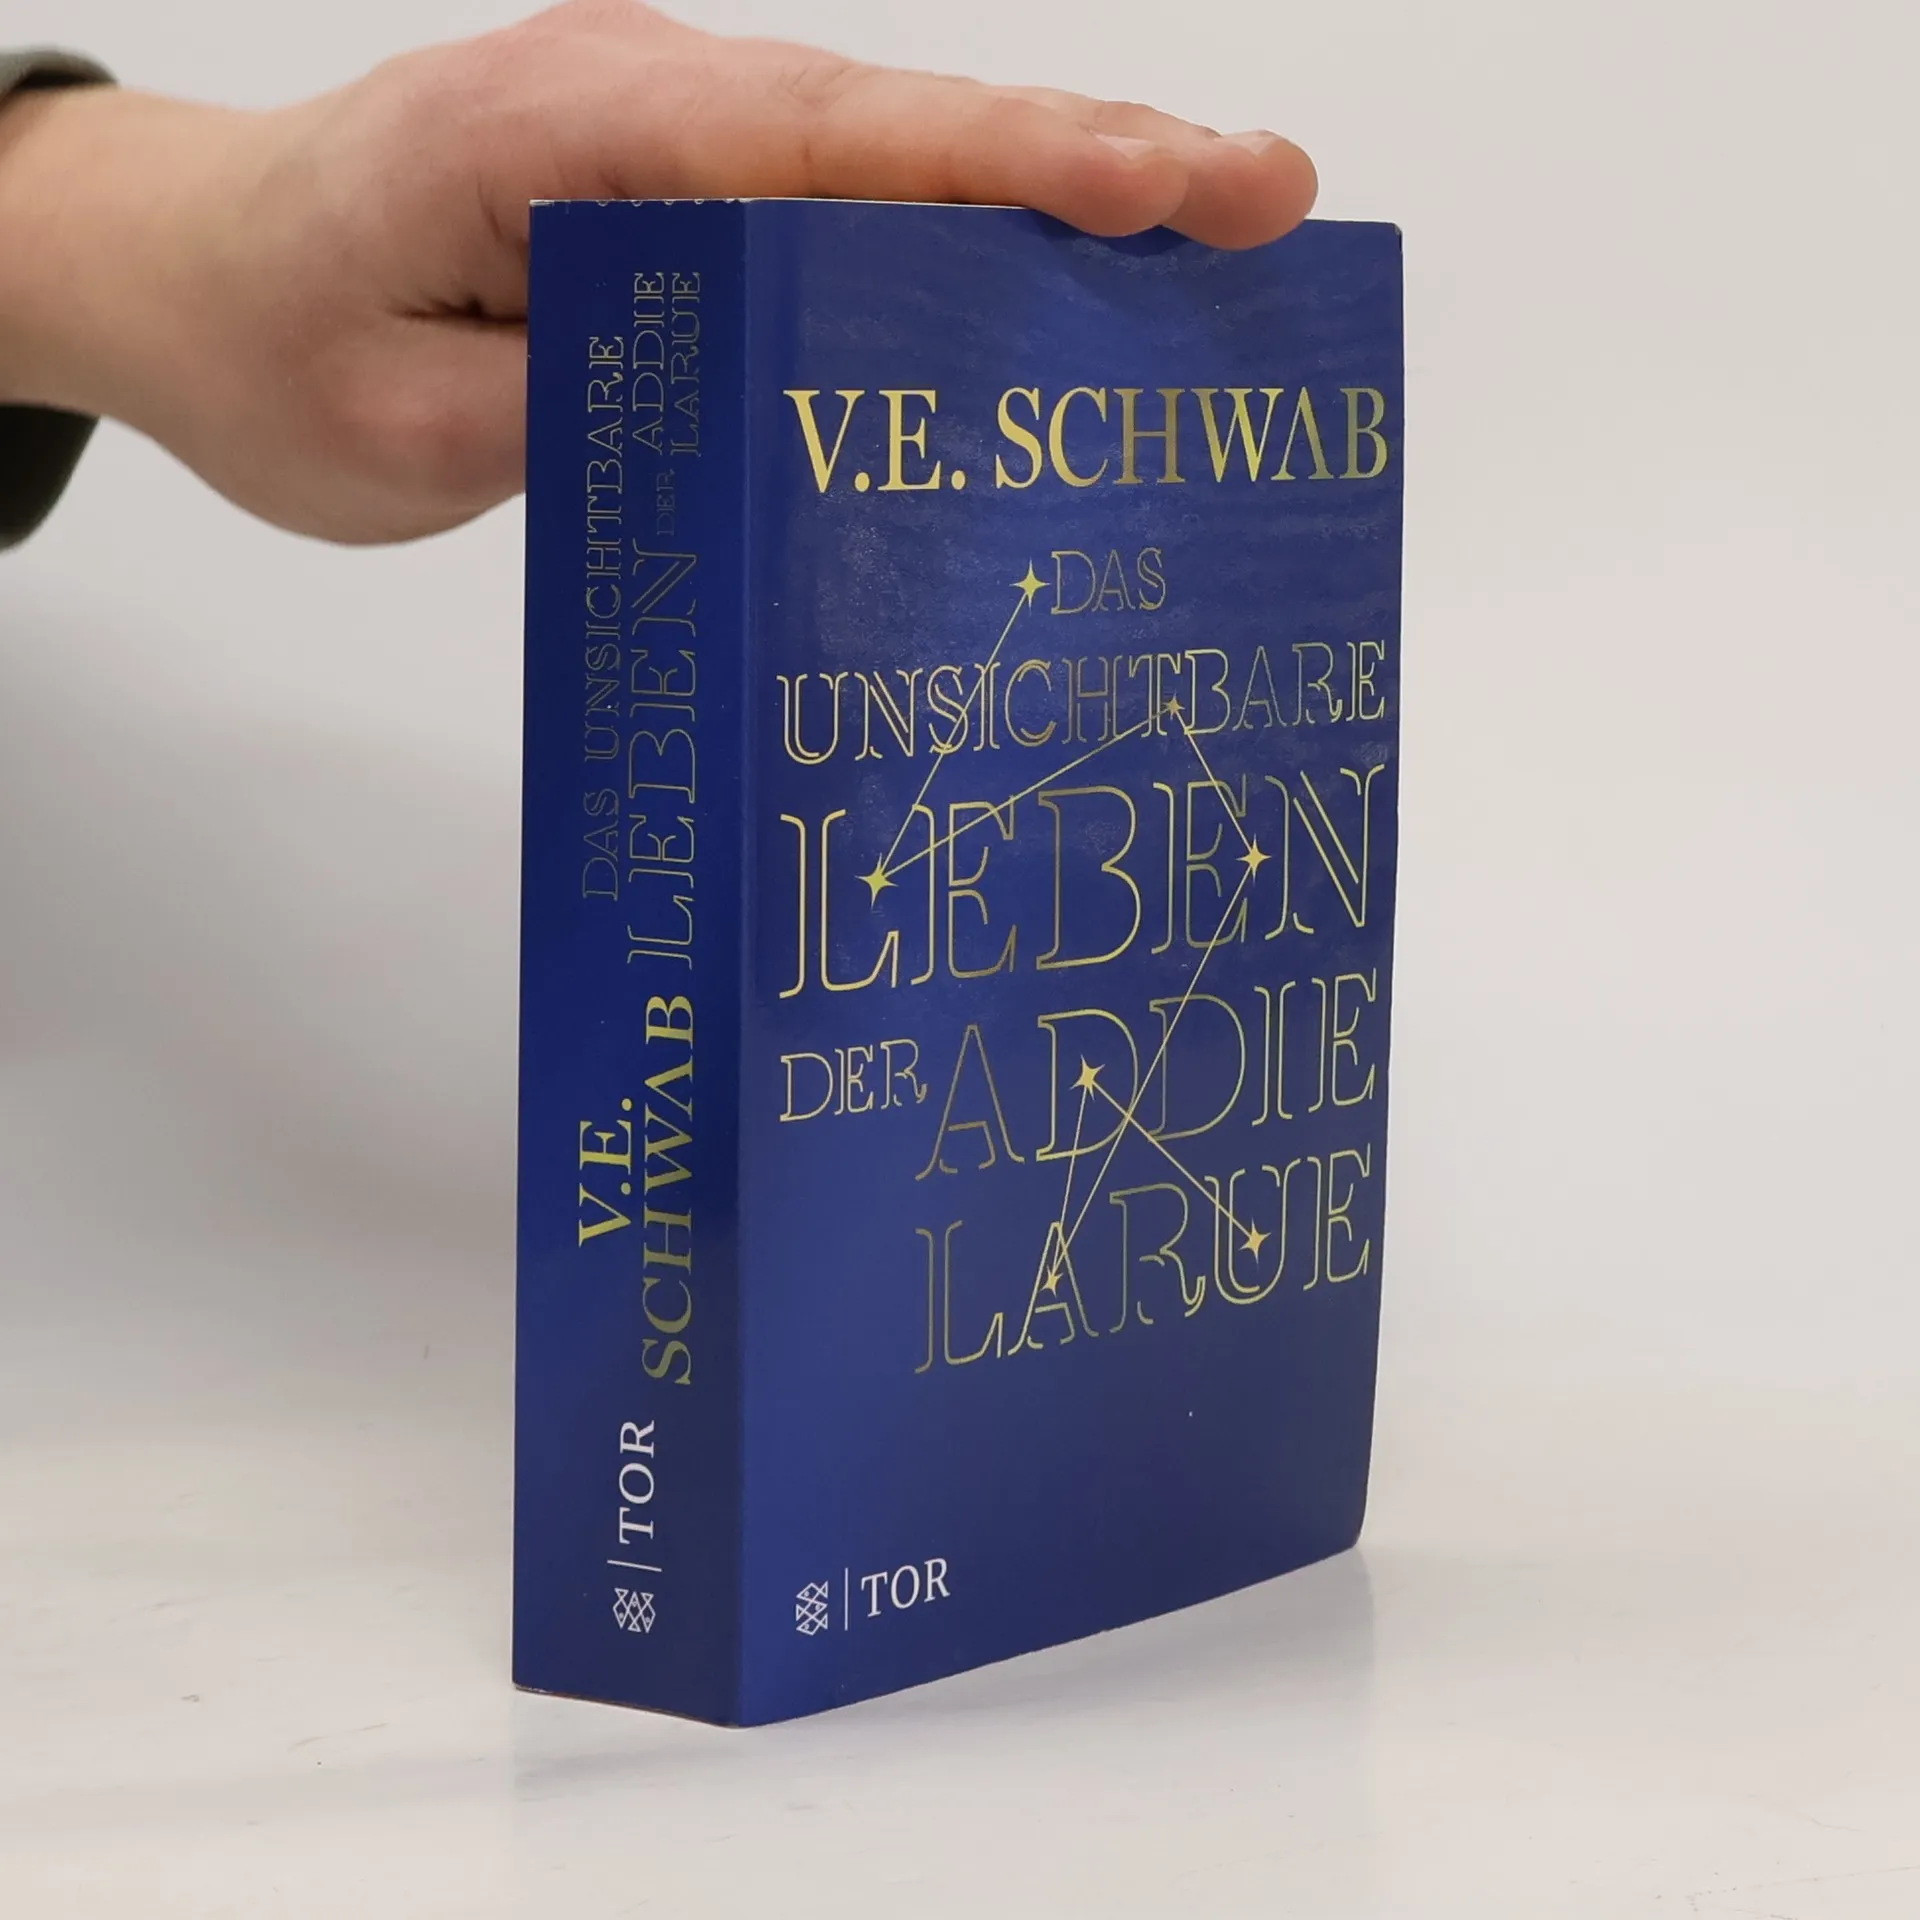 DAS UNSICHTBARE
LEBEN DER ADDIE
LARUE
V.E.
SCHWAB
TOR
V.E. SCHWAB
DAS
UNSICHTBARE
LEBEN
DER ADDIE
LARUE
TOR